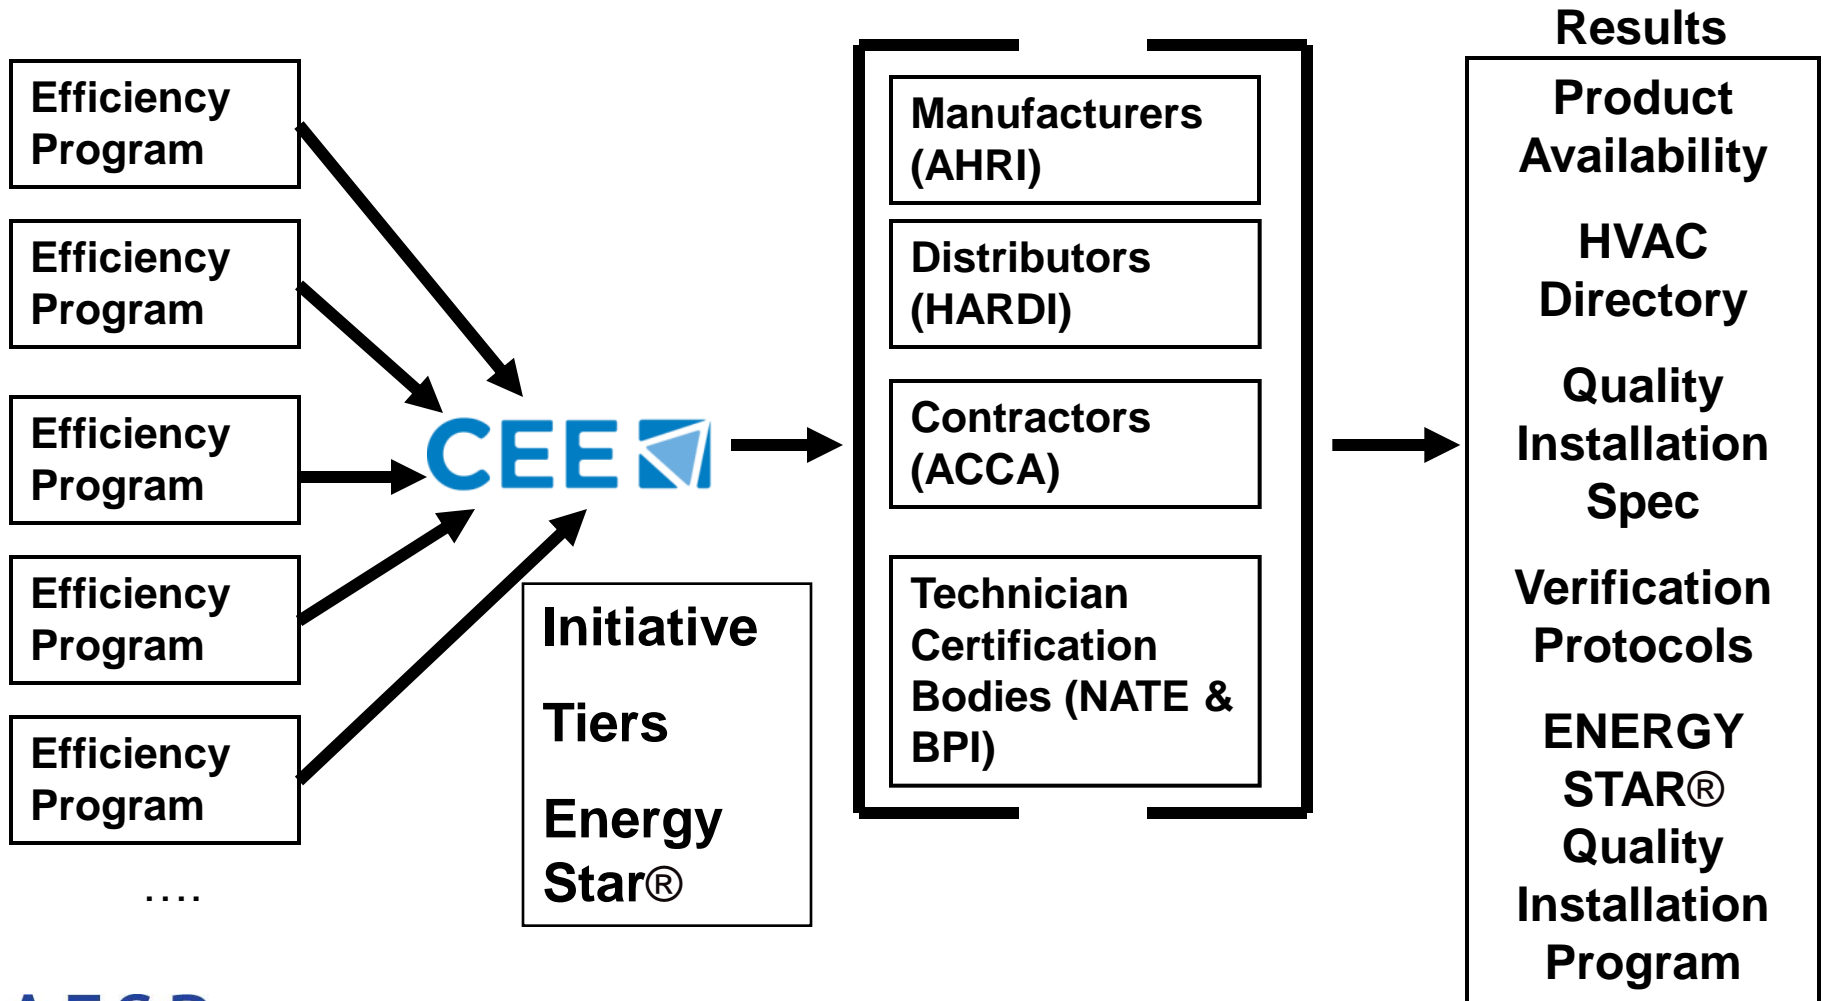 Efficiency
Program
Efficiency
Program
Efficiency
Program
Efficiency
Program
Efficiency
Program
....
CEE
Initiative
Tiers
Energy
Star®
Manufacturers
(AHRI)
Distributors
(HARDI)
Contractors
(ACCA)
Technician
Certification
Bodies (NATE &
BPI)
Results
Product
Availability
HVAC
Directory
Quality
Installation
Spec
Verification
Protocols
ENERGY
STAR®
Quality
Installation
Program